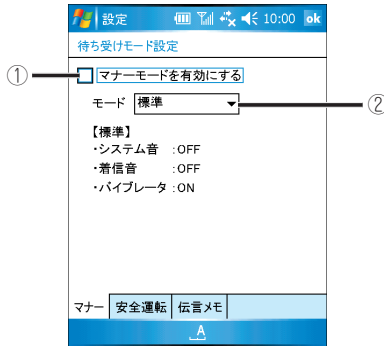 設定 10:00 ok
待ち受けモード設定
① マナーモードを有効にする
モード 標準 ②
【標準】
・システム音 :OFF
・着信音 :OFF
・バイブレータ :ON
マナー 安全運転 伝言メモ
A